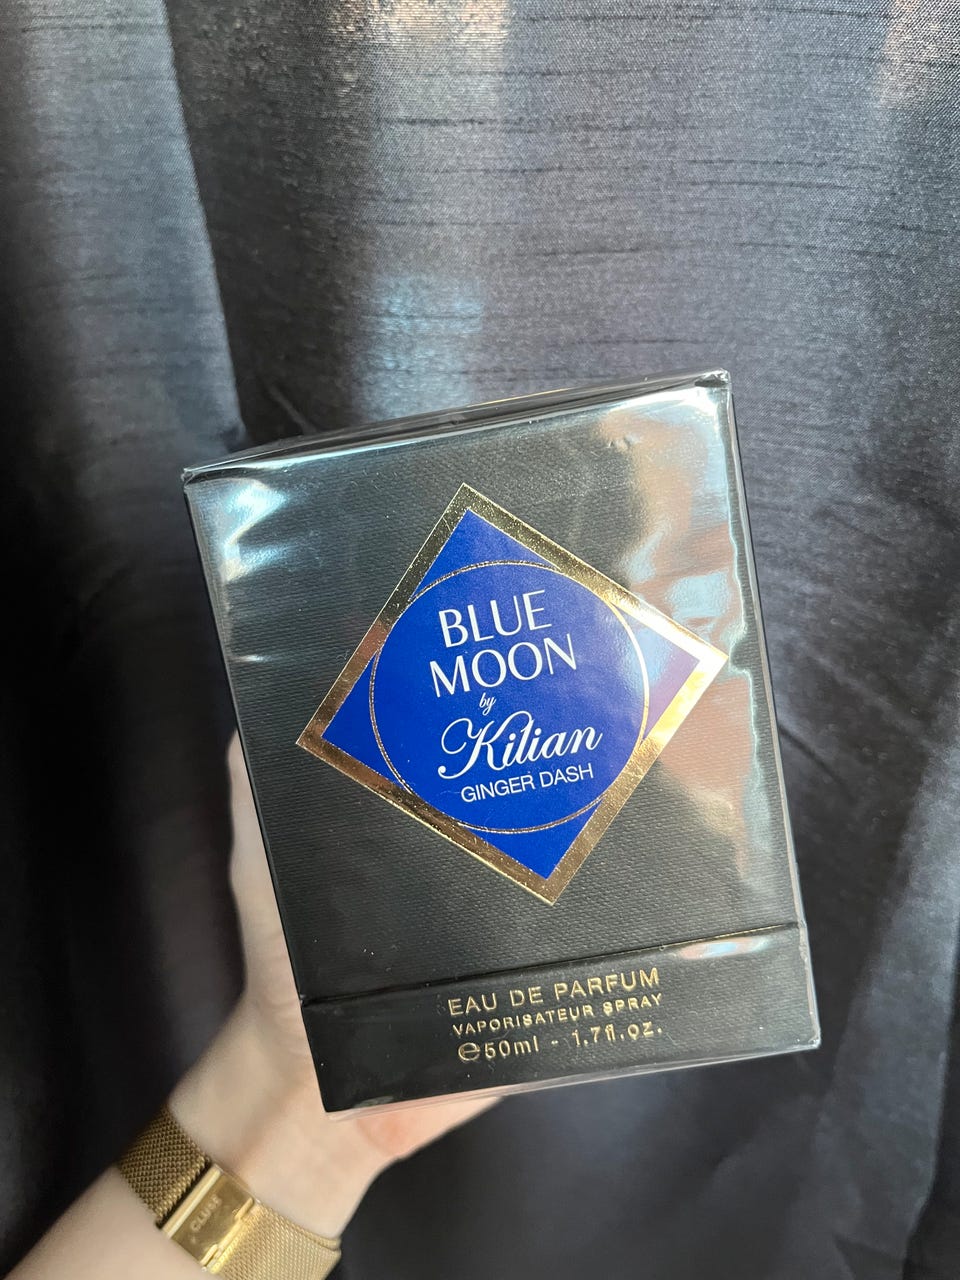 BLUE
MOON
by
Kilian
GINGER DASH
EAU DE PARFUM
VAPORISATEUR SPRAY
℮50ml - 1.7fl.oz.
CLUSE